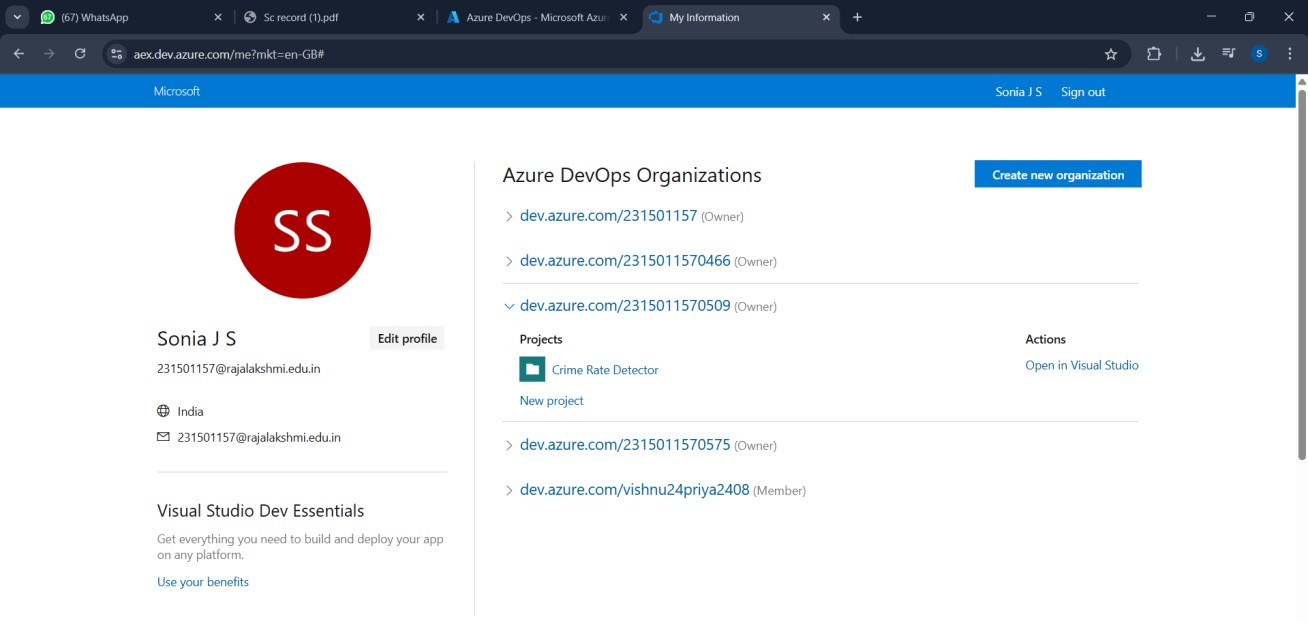 (67) WhatsApp
Sc record (1).pdf
Azure DevOps - Microsoft Azur
My Information
aex.dev.azure.com/me?mkt=en-GB#
S
Microsoft
Sonia J S
Sign out
SS
Sonia J S
Edit profile
231501157@rajalakshmi.edu.in
India
231501157@rajalakshmi.edu.in
Visual Studio Dev Essentials
Get everything you need to build and deploy your app
on any platform.
Use your benefits
Azure DevOps Organizations
Create new organization
dev.azure.com/231501157 (Owner)
dev.azure.com/2315011570466 (Owner)
dev.azure.com/2315011570509 (Owner)
Projects
Actions
Crime Rate Detector
Open in Visual Studio
New project
dev.azure.com/2315011570575 (Owner)
dev.azure.com/vishnu24priya2408 (Member)